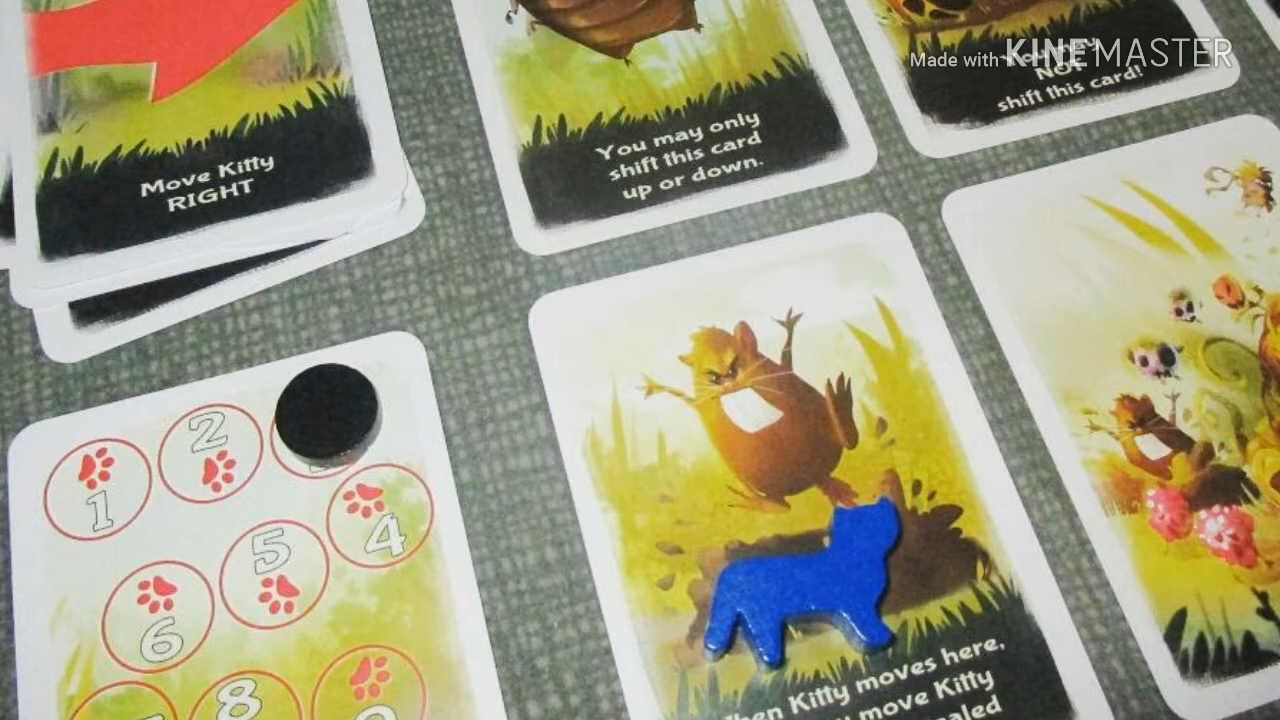 Made with KINEMASTER
NOT
shift this card!
You may only
shift this card
up or down.
Move Kitty
RIGHT
1
2
4
5
6
8
When Kitty moves here,
move Kitty